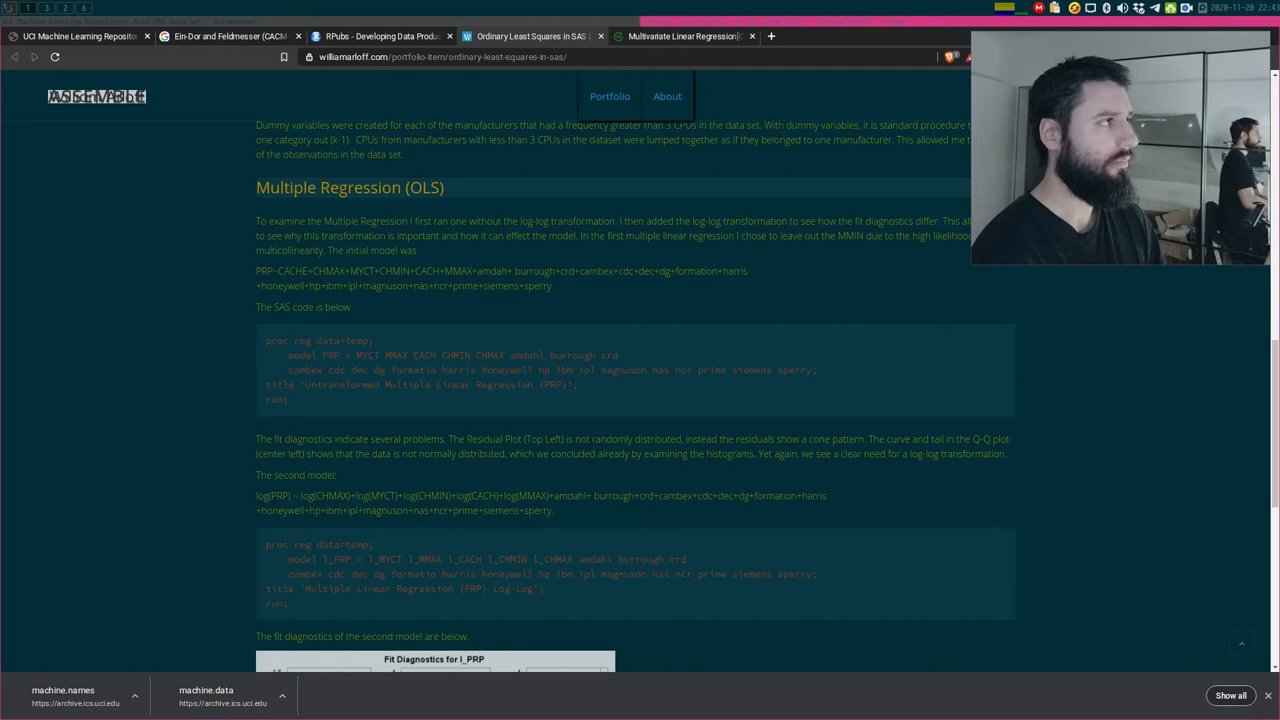 1 2 3 6
2020-11-20 22:43
UCI Machine Learning Reposito
Ein-Dor and Feldmesser (CACM
RPubs - Developing Data Produc
Ordinary Least Squares in SAS
Multivariate Linear Regression[
williamarloff.com/portfolio-item/ordinary-least-squares-in-sas/
Portfolio
About
Dummy variables were created for each of the manufacturers that had a frequency greater than 3 CPUs in the data set. With dummy variables, it is standard procedure t
one category out (k-1). CPUs from manufacturers with less than 3 CPUs in the dataset were lumped together as if they belonged to one manufacturer. This allowed me t
of the observations in the data set.
Multiple Regression (OLS)
To examine the Multiple Regression I first ran one without the log-log transformation. I then added the log-log transformation to see how the fit diagnostics differ. This all
to see why this transformation is important and how it can effect the model. In the first multiple linear regression I chose to leave out the MMIN due to the high likelihood
multicollinearity. The initial model was
PRP~CACHE+CHMAX+MYCT+CHMIN+CACH+MMAX+amdah+ burrough+crd+cambex+cdc+dec+dg+formation+harris
+honeywell+hp+ibm+ipl+magnuson+nas+ncr+prime+siemens+sperry
The SAS code is below
proc reg data=temp;
model PRP = MYCT MMAX CACH CHMIN CHMAX amdahl burrough crd
cambex cdc dec dg formatio harris honeywell hp ibm ipl magnuson nas ncr prime siemens sperry;
title 'Untransformed Multiple Linear Regression (PRP)';
run;
The fit diagnostics indicate several problems. The Residual Plot (Top Left) is not randomly distributed, instead the residuals show a cone pattern. The curve and tail in the Q-Q plot
(center left) shows that the data is not normally distributed, which we concluded already by examining the histograms. Yet again, we see a clear need for a log-log transformation.
The second model:
log(PRP) ~ log(CHMAX)+log(MYCT)+log(CHMIN)+log(CACH)+log(MMAX)+amdahl+ burrough+crd+cambex+cdc+dec+dg+formation+harris
+honeywell+hp+ibm+ipl+magnuson+nas+ncr+prime+siemens+sperry.
proc reg data=temp;
model l_PRP = l_MYCT l_MMAX l_CACH l_CHMIN l_CHMAX amdahl burrough crd
cambex cdc dec dg formatio harris honeywell hp ibm ipl magnuson nas ncr prime siemens sperry;
title 'Multiple Linear Regression (PRP) Log-Log';
run;
The fit diagnostics of the second model are below.
Fit Diagnostics for l_PRP
machine.names
https://archive.ics.uci.edu
machine.data
https://archive.ics.uci.edu
Show all